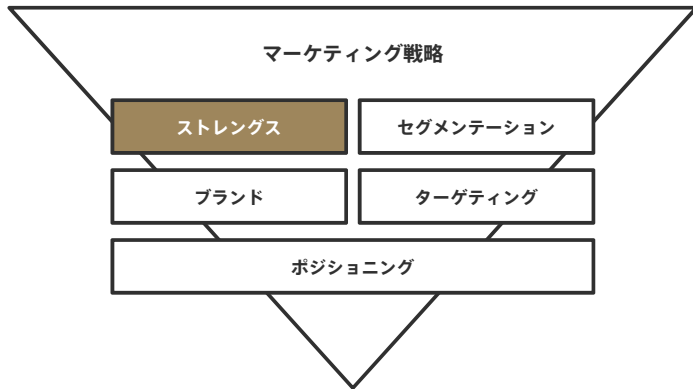 マーケティング戦略
ストレングス
セグメンテーション
ブランド
ターゲティング
ポジショニング